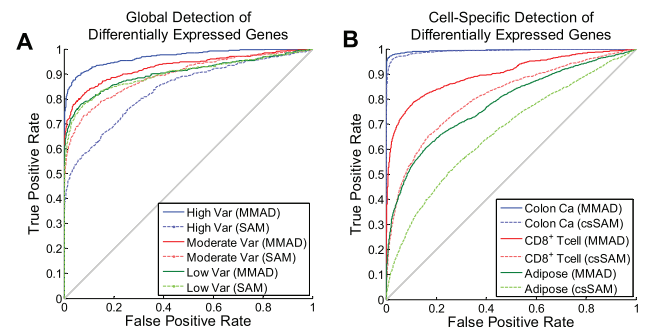 A
Global Detection of
Differentially Expressed Genes
True Positive Rate
1
0.9
0.8
0.7
0.6
0.5
0.4
0.3
0.2
0.1
0
High Var (MMAD)
High Var (SAM)
Moderate Var (MMAD)
Moderate Var (SAM)
Low Var (MMAD)
Low Var (SAM)
0 0.2 0.4 0.6 0.8 1
False Positive Rate
B
Cell-Specific Detection of
Differentially Expressed Genes
True Positive Rate
1
0.9
0.8
0.7
0.6
0.5
0.4
0.3
0.2
0.1
0
Colon Ca (MMAD)
Colon Ca (csSAM)
CD8⁺ Tcell (MMAD)
CD8⁺ Tcell (csSAM)
Adipose (MMAD)
Adipose (csSAM)
0 0.2 0.4 0.6 0.8 1
False Positive Rate